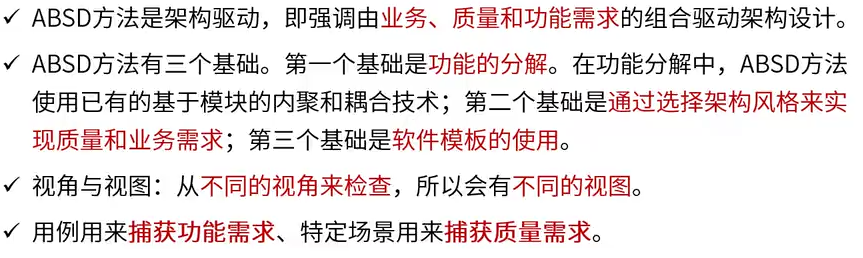 ✓ ABSD方法是架构驱动，即强调由业务、质量和功能需求的组合驱动架构设计。
✓ ABSD方法有三个基础。第一个基础是功能的分解。在功能分解中，ABSD方法
使用已有的基于模块的内聚和耦合技术；第二个基础是通过选择架构风格来实
现质量和业务需求；第三个基础是软件模板的使用。
✓ 视角与视图：从不同的视角来检查，所以会有不同的视图。
✓ 用例用来捕获功能需求、特定场景用来捕获质量需求。